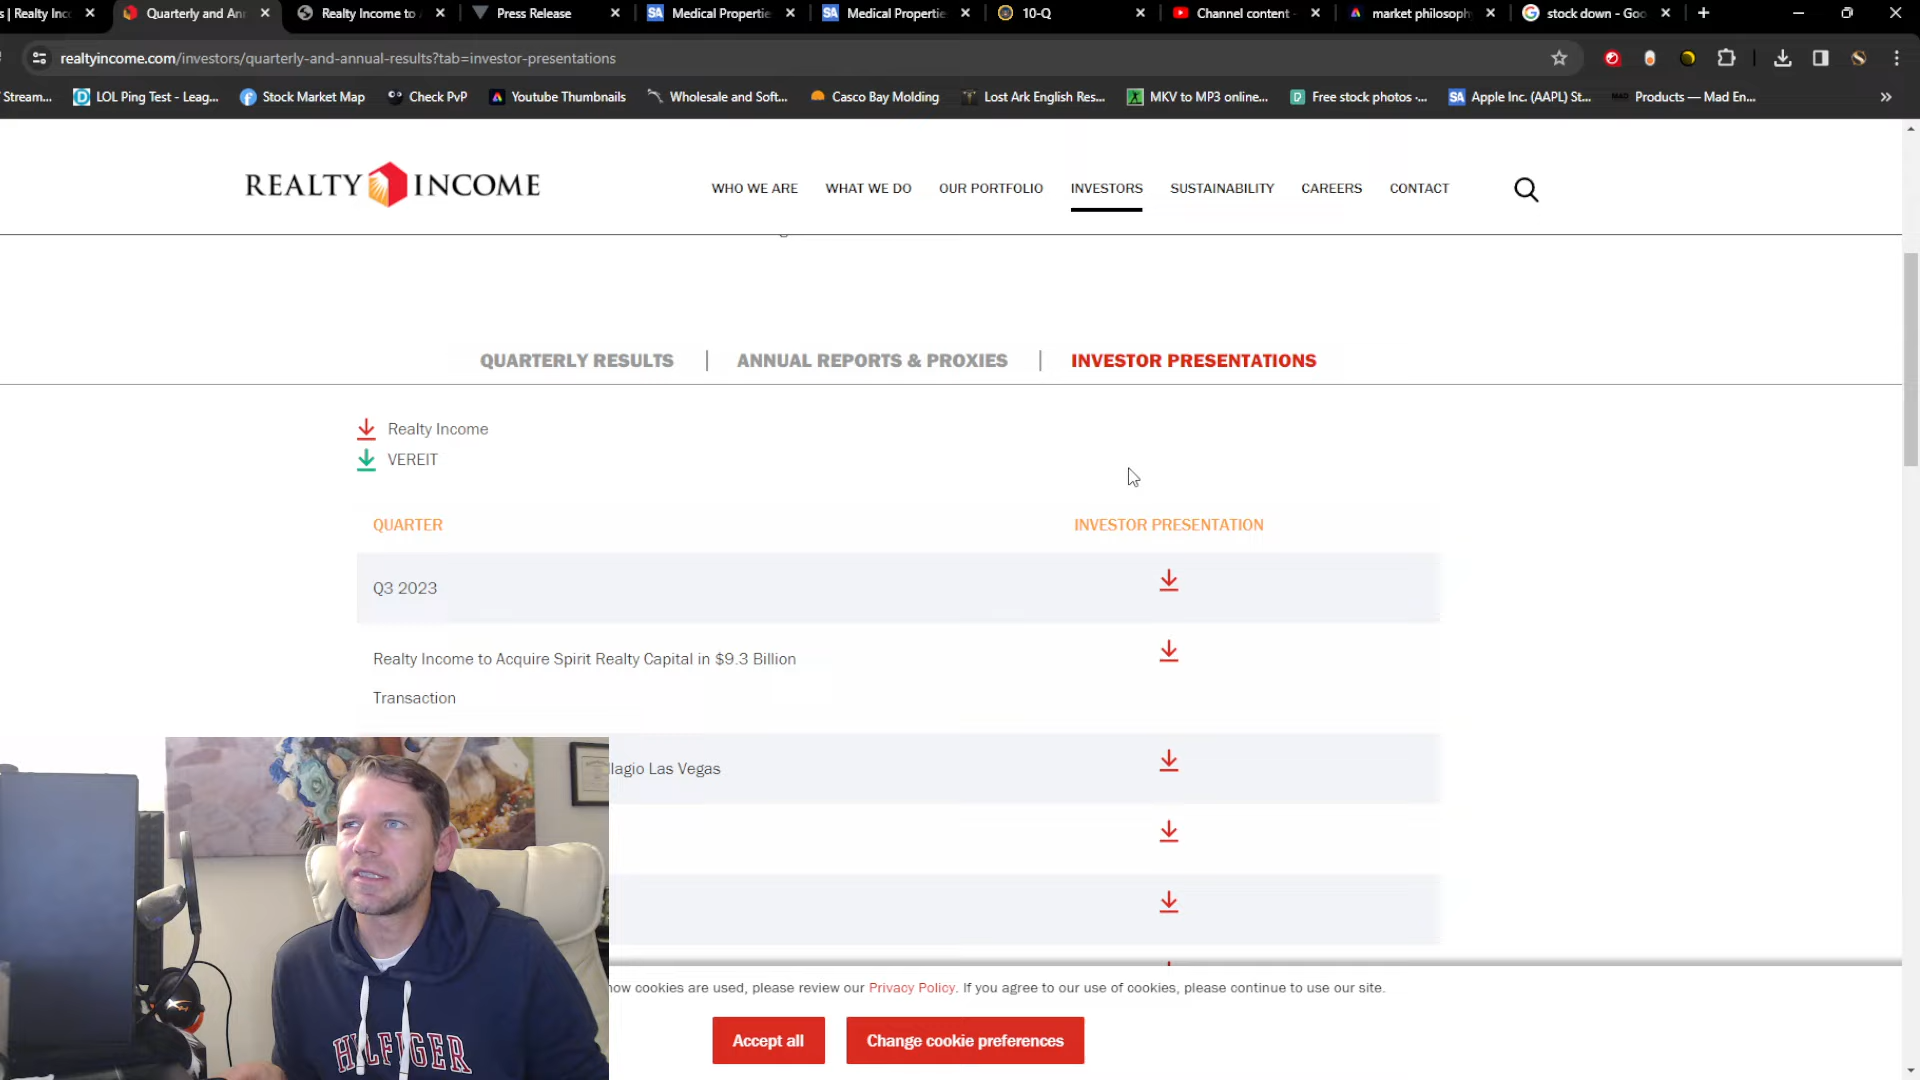 s | Realty Inc
Quarterly and An
Realty Income to
Press Release
Medical Propertie
Medical Propertie
10-Q
Channel content -
market philosoph
stock down - Goo
realtyincome.com/investors/quarterly-and-annual-results?tab=investor-presentations
Stream...
LOL Ping Test - Leag...
Stock Market Map
Check PvP
Youtube Thumbnails
Wholesale and Soft...
Casco Bay Molding
Lost Ark English Res...
MKV to MP3 online...
Free stock photos ·...
Apple Inc. (AAPL) St...
Products — Mad En...
REALTY INCOME
WHO WE ARE
WHAT WE DO
OUR PORTFOLIO
INVESTORS
SUSTAINABILITY
CAREERS
CONTACT
QUARTERLY RESULTS | ANNUAL REPORTS & PROXIES | INVESTOR PRESENTATIONS
Realty Income
VEREIT
QUARTER
INVESTOR PRESENTATION
Q3 2023
Realty Income to Acquire Spirit Realty Capital in $9.3 Billion
Transaction
llagio Las Vegas
how cookies are used, please review our Privacy Policy. If you agree to our use of cookies, please continue to use our site.
Accept all
Change cookie preferences
HILFIGER